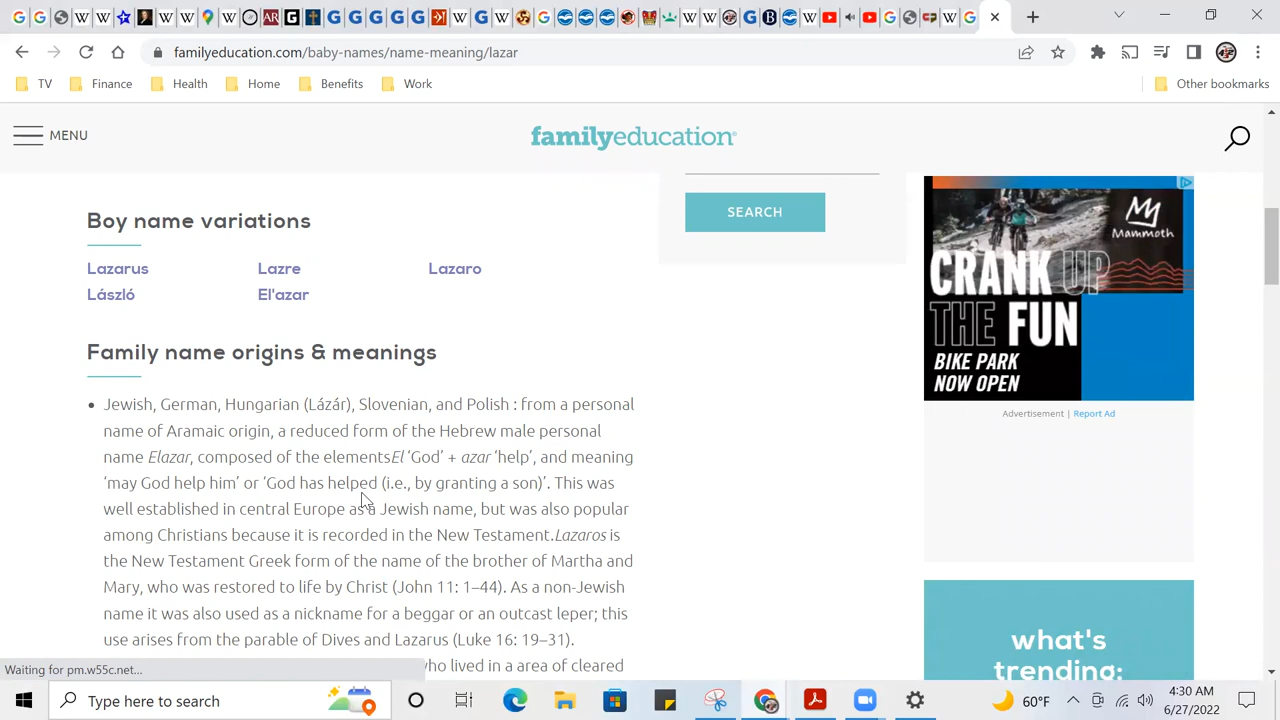 familyeducation.com/baby-names/name-meaning/lazar
TV Finance Health Home Benefits Work Other bookmarks
MENU
familyeducation
SEARCH
Boy name variations
Lazarus Lazre Lazaro
László El'azar
Family name origins & meanings
Jewish, German, Hungarian (Lázár), Slovenian, and Polish : from a personal
name of Aramaic origin, a reduced form of the Hebrew male personal
name Elazar, composed of the elementsEl ‘God’ + azar ‘help’, and meaning
‘may God help him’ or ‘God has helped (i.e., by granting a son)’. This was
well established in central Europe as a Jewish name, but was also popular
among Christians because it is recorded in the New Testament.Lazaros is
the New Testament Greek form of the name of the brother of Martha and
Mary, who was restored to life by Christ (John 11: 1–44). As a non-Jewish
name it was also used as a nickname for a beggar or an outcast leper; this
use arises from the parable of Dives and Lazarus (Luke 16: 19–31).
who lived in a area of cleared
Mammoth
CRANK UP
THE FUN
BIKE PARK
NOW OPEN
Advertisement | Report Ad
what's
trending:
Waiting for pm.w55c.net...
Type here to search
60°F
4:30 AM
6/27/2022